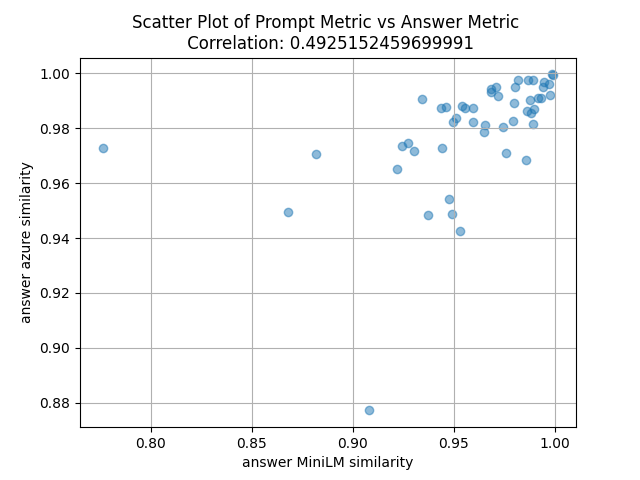 Scatter Plot of Prompt Metric vs Answer Metric
Correlation: 0.4925152459699991
1.00
0.98
0.96
0.94
0.92
0.90
0.88
answer azure similarity
0.80 0.85 0.90 0.95 1.00
answer MiniLM similarity